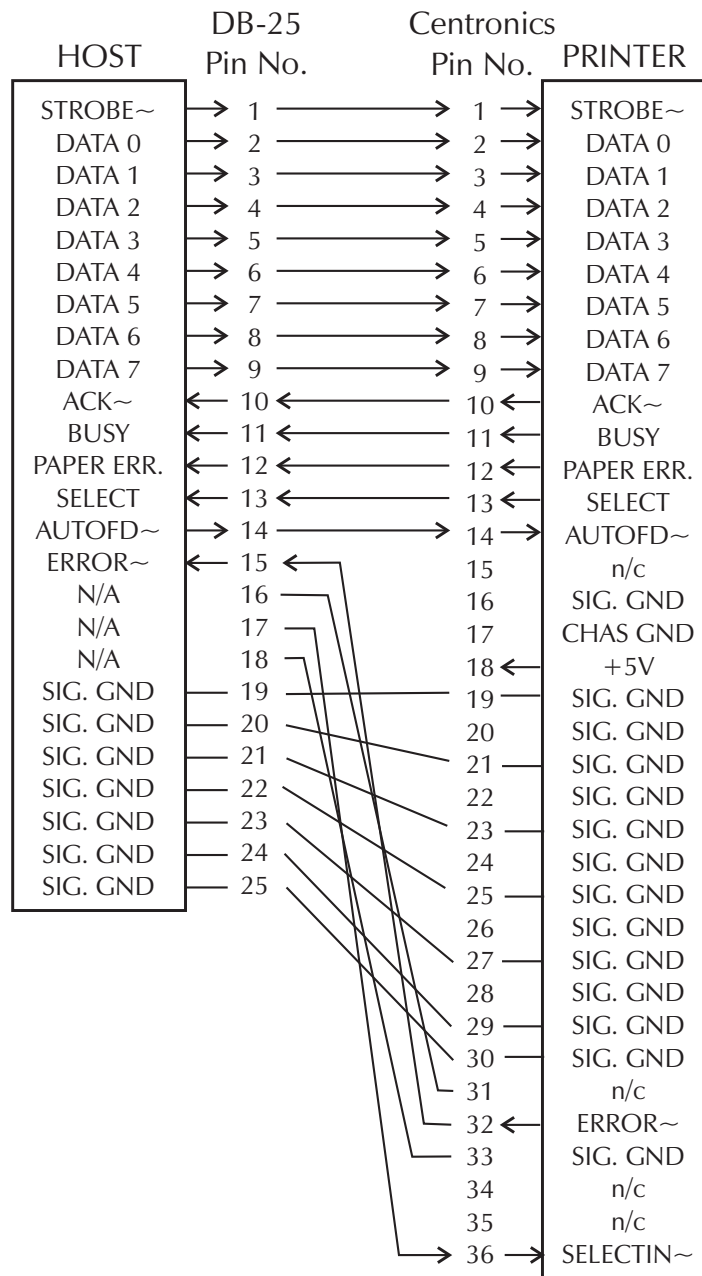 DB-25 Centronics
HOST Pin No. Pin No. PRINTER
STROBE~ 1 1 STROBE~
DATA 0 2 2 DATA 0
DATA 1 3 3 DATA 1
DATA 2 4 4 DATA 2
DATA 3 5 5 DATA 3
DATA 4 6 6 DATA 4
DATA 5 7 7 DATA 5
DATA 6 8 8 DATA 6
DATA 7 9 9 DATA 7
ACK~ 10 10 ACK~
BUSY 11 11 BUSY
PAPER ERR. 12 12 PAPER ERR.
SELECT 13 13 SELECT
AUTOFD~ 14 14 AUTOFD~
ERROR~ 15 15 n/c
N/A 16 16 SIG. GND
N/A 17 17 CHAS GND
N/A 18 18 +5V
SIG. GND 19 19 SIG. GND
SIG. GND 20 20 SIG. GND
SIG. GND 21 21 SIG. GND
SIG. GND 22 22 SIG. GND
SIG. GND 23 23 SIG. GND
SIG. GND 24 24 SIG. GND
SIG. GND 25 25 SIG. GND
26 SIG. GND
27 SIG. GND
28 SIG. GND
29 SIG. GND
30 SIG. GND
31 n/c
32 ERROR~
33 SIG. GND
34 n/c
35 n/c
36 SELECTIN~